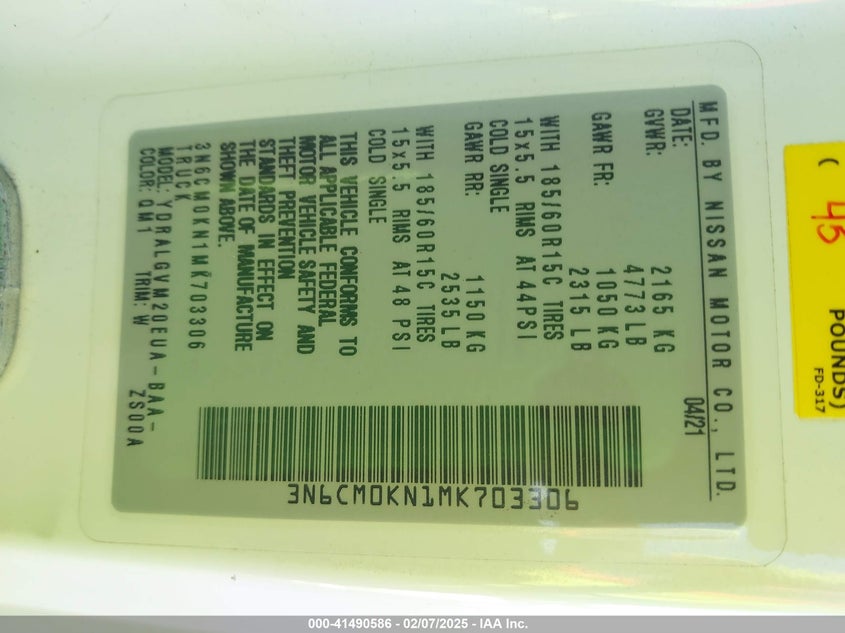 MFD. BY NISSAN MOTOR CO., LTD.
DATE: 04/21
GVWR: 2165 KG
4773 LB
GAWR FR: 1050 KG
2315 LB
WITH 185/60R15C TIRES
15x5.5 RIMS AT 44PSI
COLD SINGLE
GAWR RR: 1150 KG
2535 LB
WITH 185/60R15C TIRES
15x5.5 RIMS AT 48 PSI
COLD SINGLE
THIS VEHICLE CONFORMS TO
ALL APPLICABLE FEDERAL
MOTOR VEHICLE SAFETY AND
THEFT PREVENTION
STANDARDS IN EFFECT ON
THE DATE OF MANUFACTURE
SHOWN ABOVE.
3N6CM0KN1MK703306
TRUCK
MODEL: YDRALGVM20EUA-BAA-
ZS00A
COLOR: QM1 TRIM: W
3N6CM0KN1MK703306
( 43
POUNDS)
FD-317
000-41490586 - 02/07/2025 - IAA Inc.